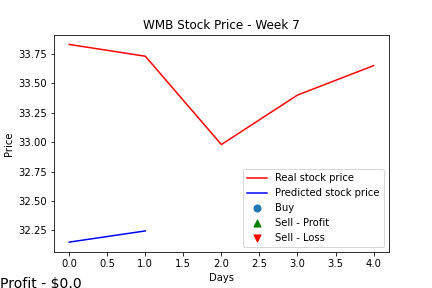 WMB Stock Price - Week 7
33.75
33.50
33.25
33.00
32.75
32.50
32.25
Price
Real stock price
Predicted stock price
Buy
Sell - Profit
Sell - Loss
0.0 0.5 1.0 1.5 2.0 2.5 3.0 3.5 4.0
Days
Profit - $0.0